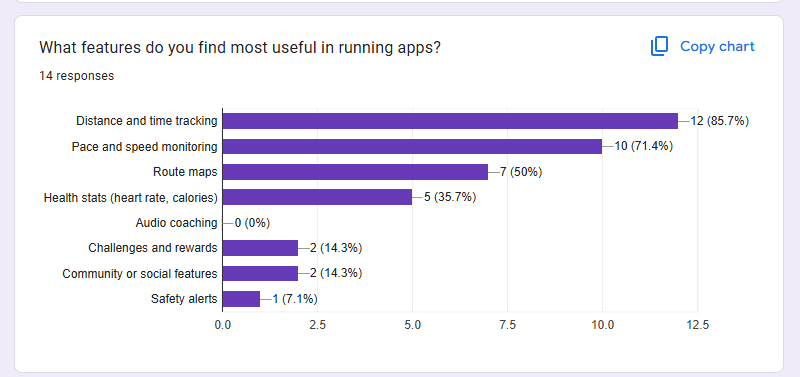 What features do you find most useful in running apps?
Copy chart
14 responses
Distance and time tracking 12 (85.7%)
Pace and speed monitoring 10 (71.4%)
Route maps 7 (50%)
Health stats (heart rate, calories) 5 (35.7%)
Audio coaching 0 (0%)
Challenges and rewards 2 (14.3%)
Community or social features 2 (14.3%)
Safety alerts 1 (7.1%)
0.0 2.5 5.0 7.5 10.0 12.5